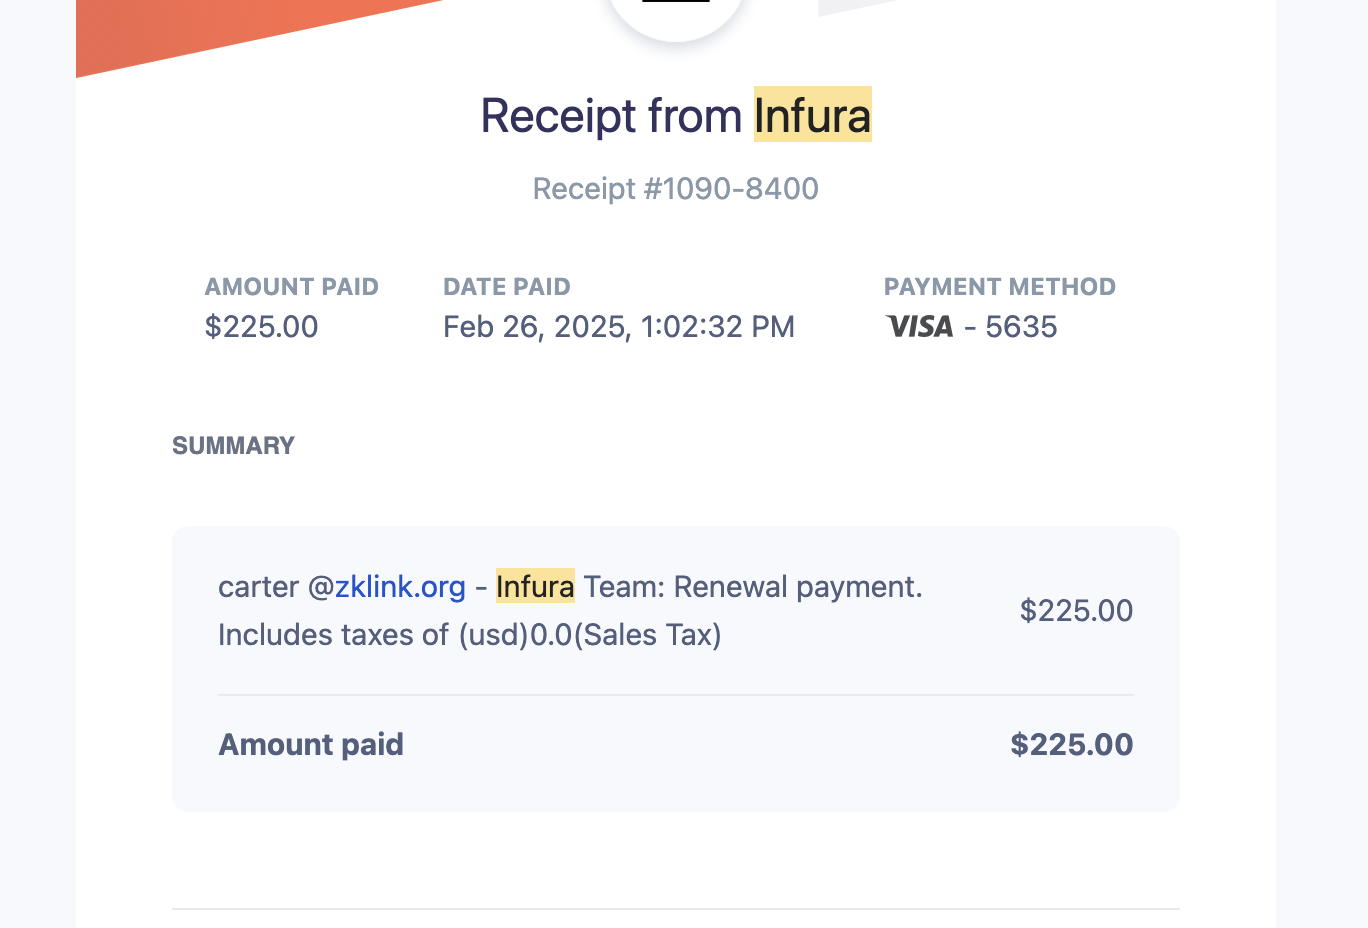 Receipt from Infura
Receipt #1090-8400
AMOUNT PAID
$225.00
DATE PAID
Feb 26, 2025, 1:02:32 PM
PAYMENT METHOD
VISA - 5635
SUMMARY
carter @zklink.org - Infura Team: Renewal payment.
Includes taxes of (usd)0.0(Sales Tax)
$225.00
Amount paid
$225.00